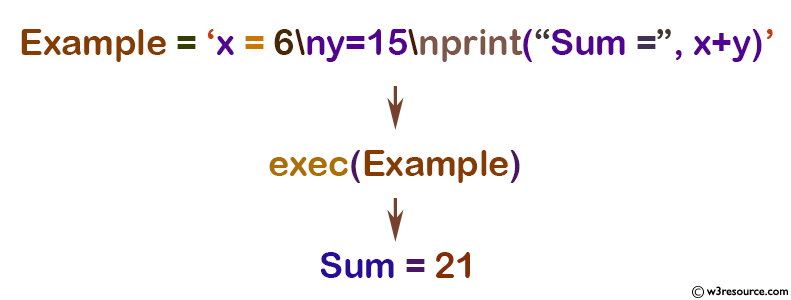 Example = ‘x = 6\ny=15\nprint(“Sum =”, x+y)’
exec(Example)
Sum = 21
© w3resource.com